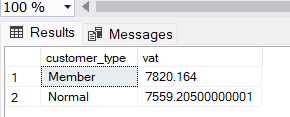 100 %
Results Messages
customer_type vat
1 Member 7820.164
2 Normal 7559.20500000001